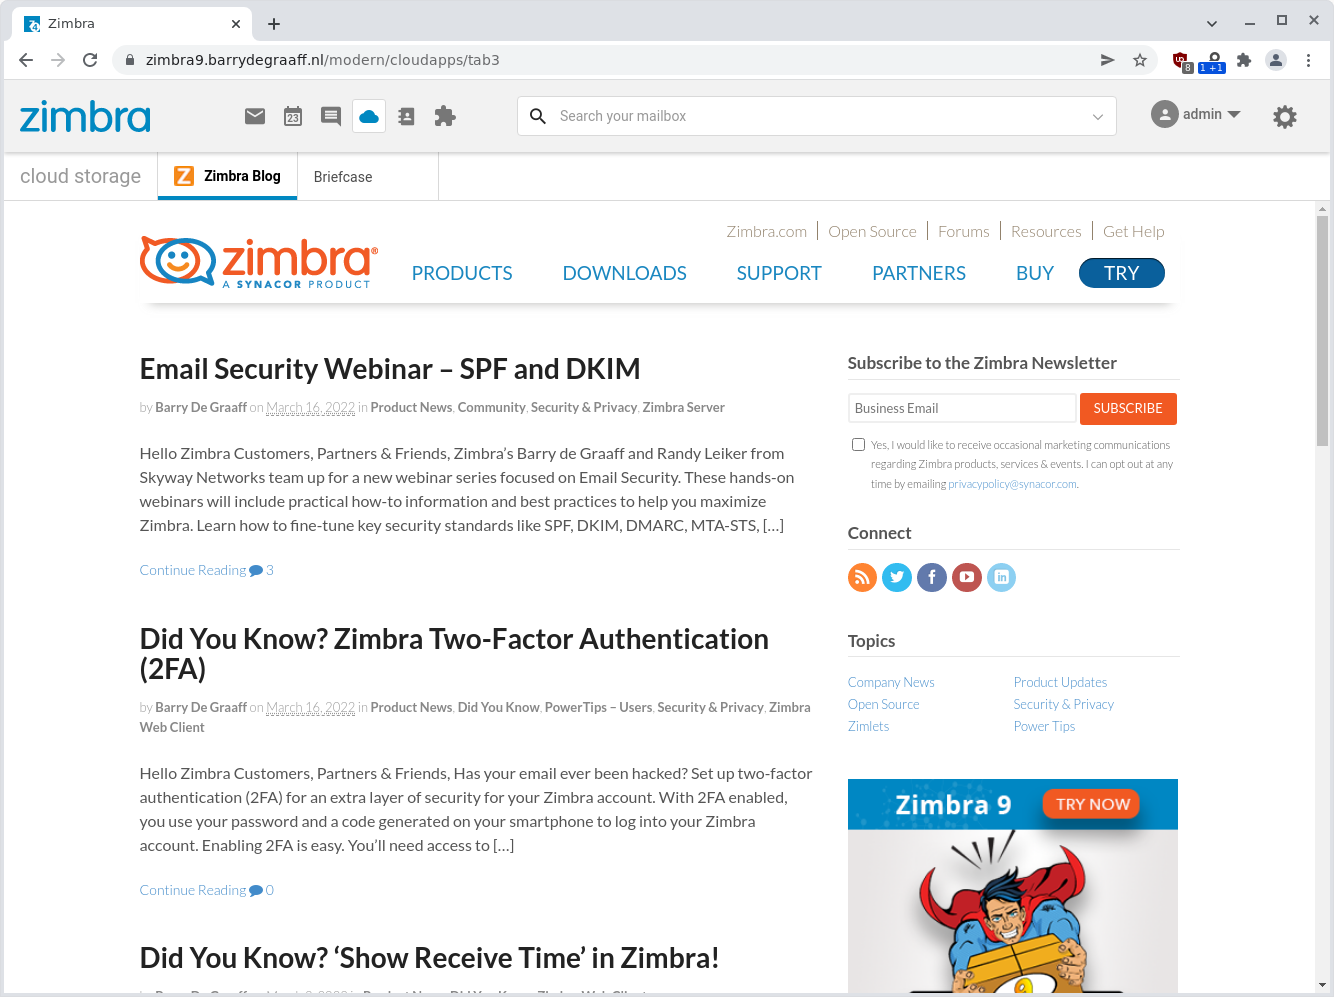 Zimbra
zimbra9.barrydegraaff.nl/modern/cloudapps/tab3
8
1 +1
zimbra
23
Search your mailbox
admin
cloud storage
Zimbra Blog
Briefcase
Zimbra.com
Open Source
Forums
Resources
Get Help
zimbra®
A SYNACOR PRODUCT
PRODUCTS
DOWNLOADS
SUPPORT
PARTNERS
BUY
TRY
Email Security Webinar – SPF and DKIM
by Barry De Graaff on March 16, 2022 in Product News, Community, Security & Privacy, Zimbra Server
Hello Zimbra Customers, Partners & Friends, Zimbra’s Barry de Graaff and Randy Leiker from
Skyway Networks team up for a new webinar series focused on Email Security. These hands-on
webinars will include practical how-to information and best practices to help you maximize
Zimbra. Learn how to fine-tune key security standards like SPF, DKIM, DMARC, MTA-STS, […]
Continue Reading 3
Did You Know? Zimbra Two-Factor Authentication
(2FA)
by Barry De Graaff on March 16, 2022 in Product News, Did You Know, PowerTips – Users, Security & Privacy, Zimbra
Web Client
Hello Zimbra Customers, Partners & Friends, Has your email ever been hacked? Set up two-factor
authentication (2FA) for an extra layer of security for your Zimbra account. With 2FA enabled,
you use your password and a code generated on your smartphone to log into your Zimbra
account. Enabling 2FA is easy. You’ll need access to […]
Continue Reading 0
Did You Know? ‘Show Receive Time’ in Zimbra!
Subscribe to the Zimbra Newsletter
Business Email
SUBSCRIBE
Yes, I would like to receive occasional marketing communications
regarding Zimbra products, services & events. I can opt out at any
time by emailing privacypolicy@synacor.com.
Connect
Topics
Company News
Product Updates
Open Source
Security & Privacy
Zimlets
Power Tips
Zimbra 9
TRY NOW